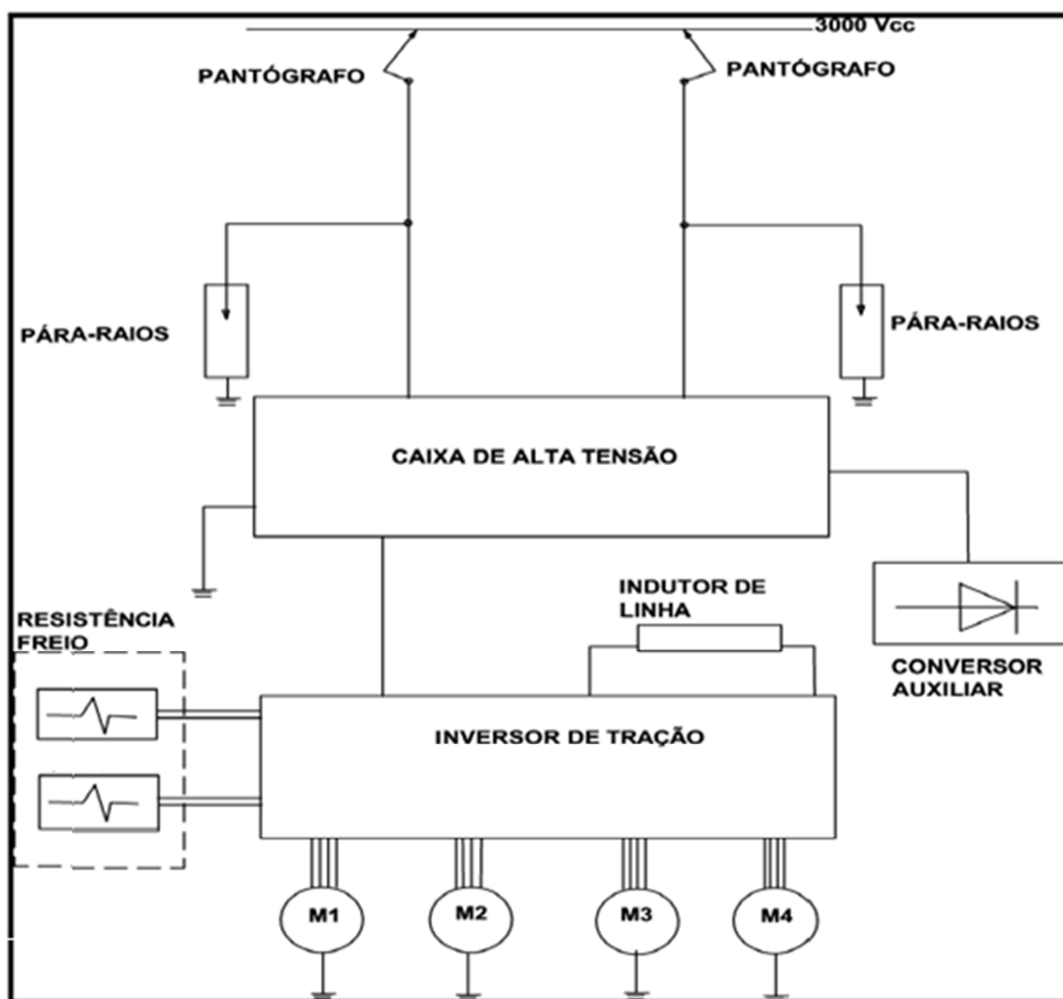 3000 Vcc
PANTÓGRAFO
PANTÓGRAFO
PÁRA-RAIOS
PÁRA-RAIOS
CAIXA DE ALTA TENSÃO
INDUTOR DE
LINHA
RESISTÊNCIA
FREIO
CONVERSOR
AUXILIAR
INVERSOR DE TRAÇÃO
M1
M2
M3
M4